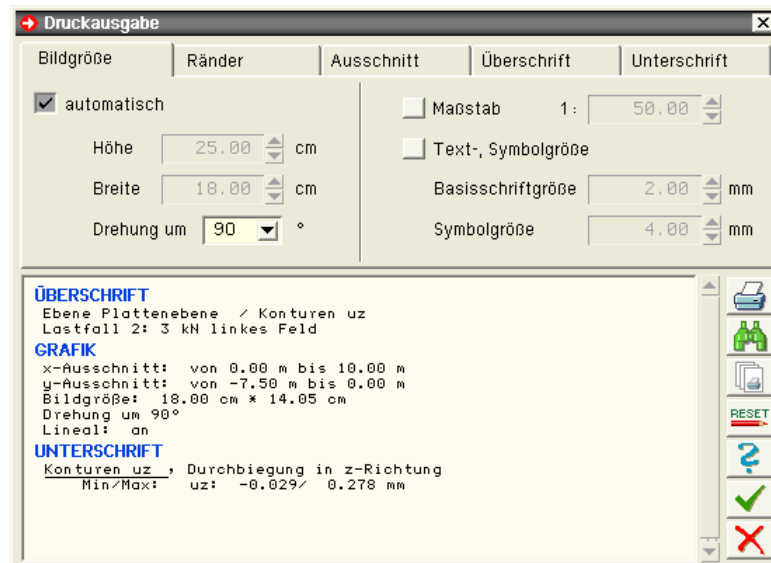 Druckausgabe
Bildgröße Ränder Ausschnitt Überschrift Unterschrift
automatisch
Höhe 25.00 cm
Breite 18.00 cm
Drehung um 90 °
Maßstab 1: 50.00
Text-, Symbolgröße
Basisschriftgröße 2.00 mm
Symbolgröße 4.00 mm
ÜBERSCHRIFT
Ebene Plattenebene / Konturen uz
Lastfall 2: 3 kN linkes Feld
GRAFIK
x-Ausschnitt: von 0.00 m bis 10.00 m
y-Ausschnitt: von -7.50 m bis 0.00 m
Bildgröße: 18.00 cm * 14.05 cm
Drehung um 90°
Lineal: an
UNTERSCHRIFT
Konturen uz , Durchbiegung in z-Richtung
Min/Max: uz: -0.029/ 0.278 mm
RESET